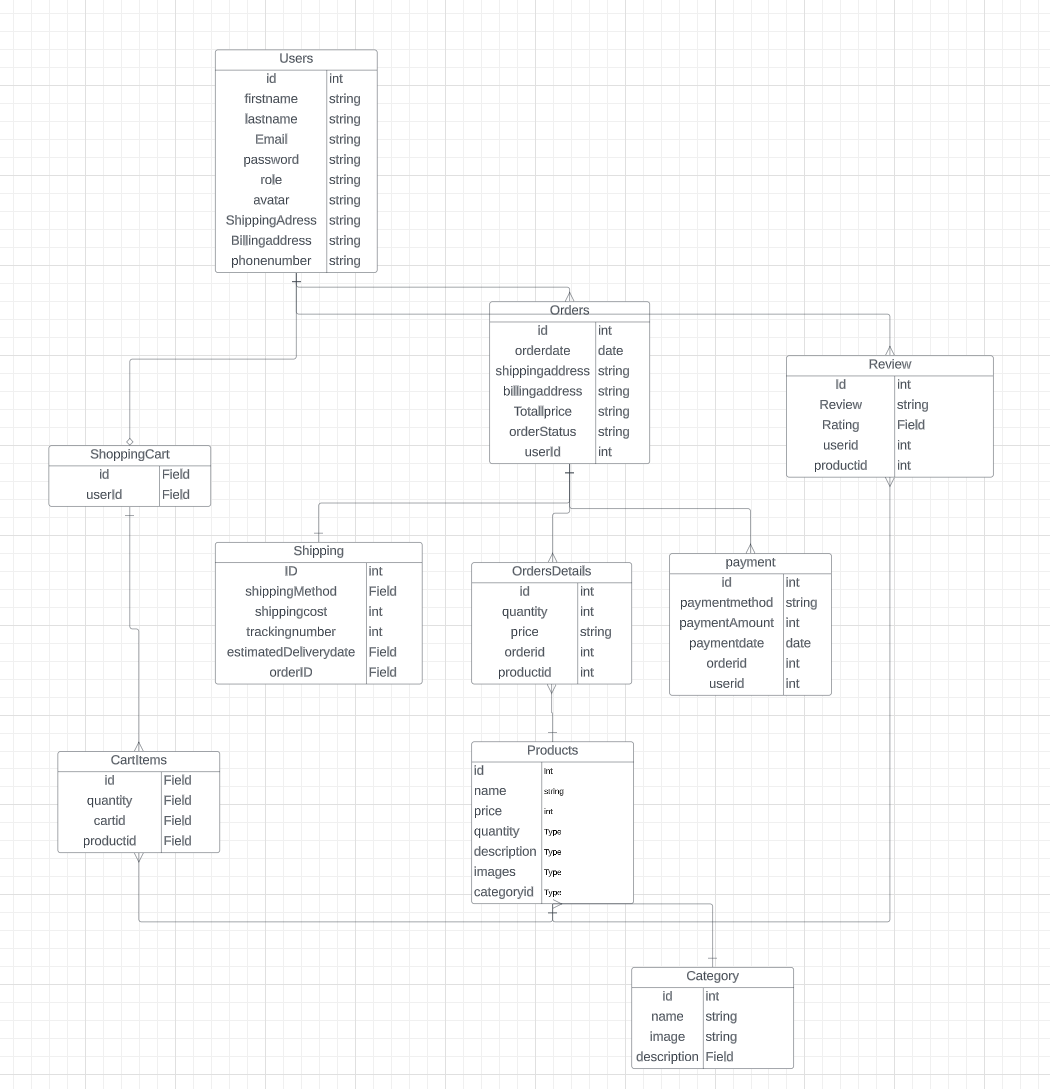 Users
id int
firstname string
lastname string
Email string
password string
role string
avatar string
ShippingAdress string
Billingaddress string
phonenumber string
Orders
id int
orderdate date
shippingaddress string
billingaddress string
Totallprice string
orderStatus string
userId int
Review
Id int
Review string
Rating Field
userid int
productid int
ShoppingCart
id Field
userId Field
Shipping
ID int
shippingMethod Field
shippingcost int
trackingnumber int
estimatedDeliverydate Field
orderID Field
OrdersDetails
id int
quantity int
price string
orderid int
productid int
payment
id int
paymentmethod string
paymentAmount int
paymentdate date
orderid int
userid int
CartItems
id Field
quantity Field
cartid Field
productid Field
Products
id int
name string
price int
quantity Type
description Type
images Type
categoryid Type
Category
id int
name string
image string
description Field